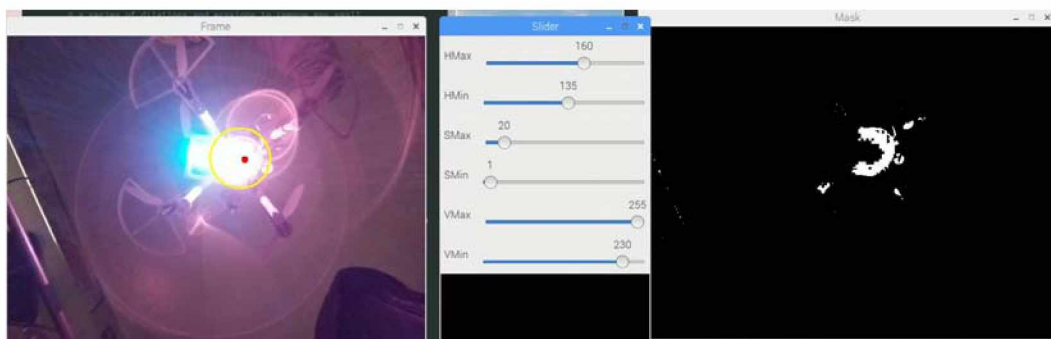 Frame
Slider
HMax
160
HMin
135
SMax
20
SMin
1
VMax
255
VMin
230
Mask